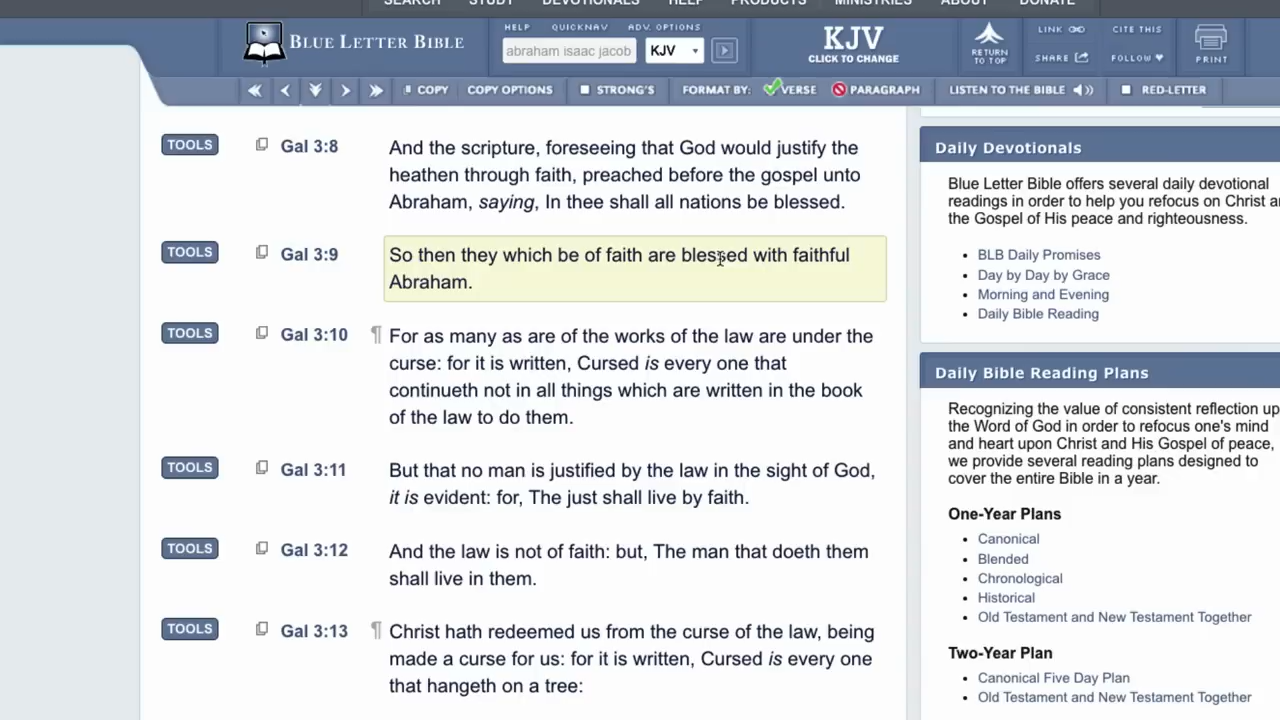 SEARCH STUDY DEVOTIONALS HELP PRODUCTS MINISTRIES ABOUT DONATE
BLUE LETTER BIBLE
HELP QUICKNAV ADV. OPTIONS
abraham isaac jacob
KJV
KJV
CLICK TO CHANGE
RETURN
TO TOP
LINK
CITE THIS
SHARE
FOLLOW
PRINT
COPY COPY OPTIONS STRONG'S FORMAT BY: VERSE PARAGRAPH LISTEN TO THE BIBLE RED-LETTER
TOOLS Gal 3:8 And the scripture, foreseeing that God would justify the
heathen through faith, preached before the gospel unto
Abraham, saying, In thee shall all nations be blessed.
TOOLS Gal 3:9 So then they which be of faith are blessed with faithful
Abraham.
TOOLS Gal 3:10 ¶ For as many as are of the works of the law are under the
curse: for it is written, Cursed is every one that
continueth not in all things which are written in the book
of the law to do them.
TOOLS Gal 3:11 But that no man is justified by the law in the sight of God,
it is evident: for, The just shall live by faith.
TOOLS Gal 3:12 And the law is not of faith: but, The man that doeth them
shall live in them.
TOOLS Gal 3:13 ¶ Christ hath redeemed us from the curse of the law, being
made a curse for us: for it is written, Cursed is every one
that hangeth on a tree:
Daily Devotionals
Blue Letter Bible offers several daily devotional
readings in order to help you refocus on Christ
the Gospel of His peace and righteousness.
• BLB Daily Promises
• Day by Day by Grace
• Morning and Evening
• Daily Bible Reading
Daily Bible Reading Plans
Recognizing the value of consistent reflection
the Word of God in order to refocus one's mind
and heart upon Christ and His Gospel of peace,
we provide several reading plans designed to
cover the entire Bible in a year.
One-Year Plans
• Canonical
• Blended
• Chronological
• Historical
• Old Testament and New Testament Together
Two-Year Plan
• Canonical Five Day Plan
• Old Testament and New Testament Together